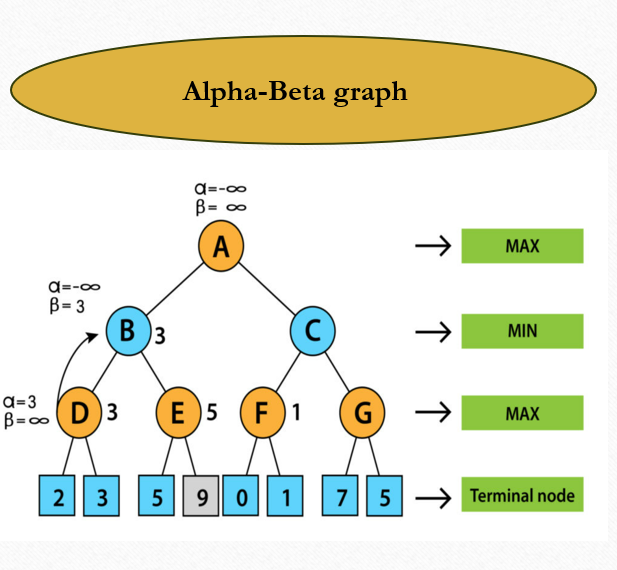 Alpha-Beta graph
α=-∞
β= ∞
A
MAX
α=-∞
β= 3
B 3
C
MIN
α=3
β=∞
D 3
E 5
F 1
G
MAX
2 3 5 9 0 1 7 5
Terminal node